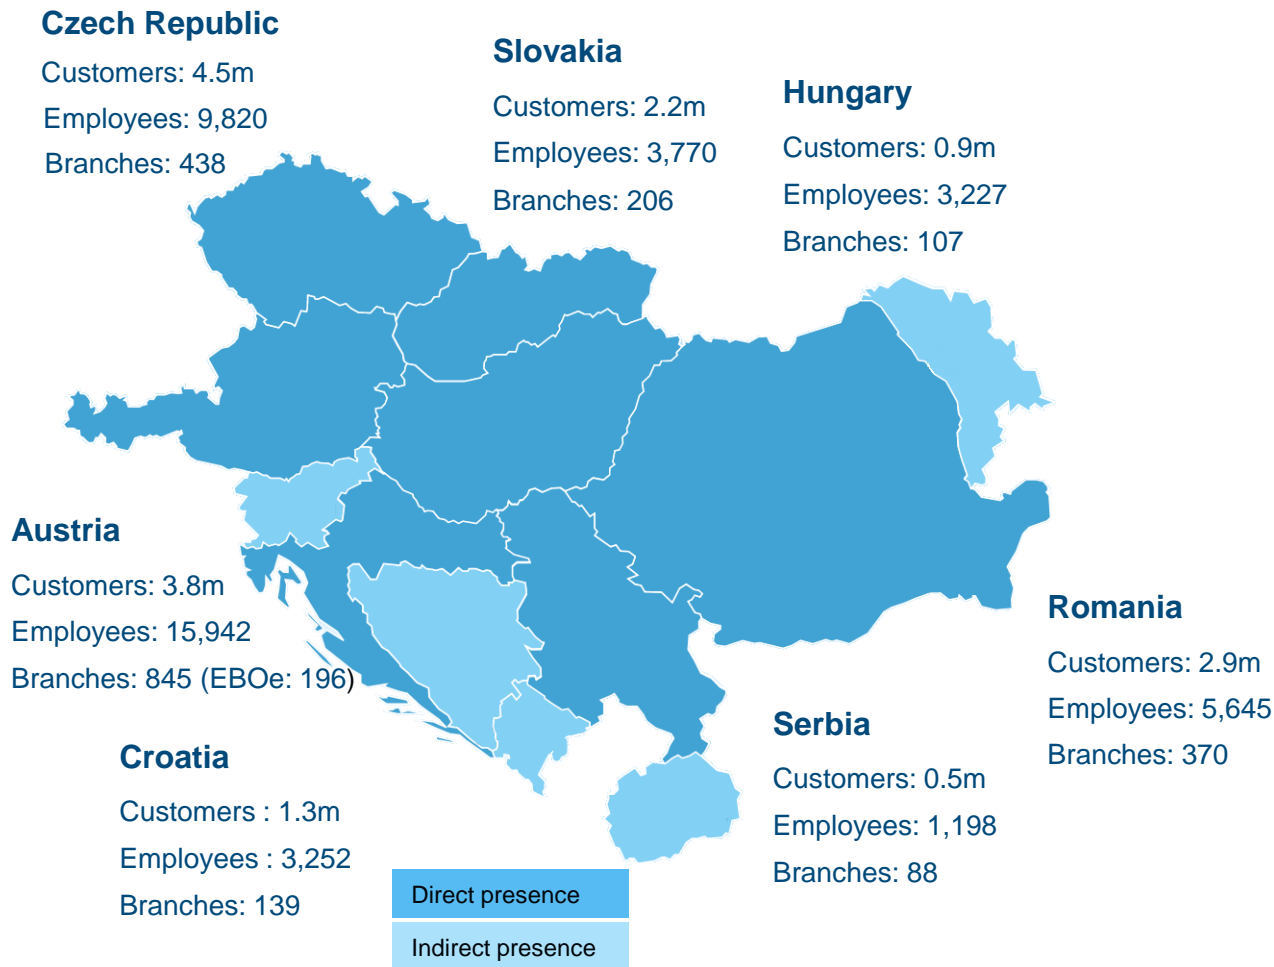 Czech Republic
Customers: 4.5m
Employees: 9,820
Branches: 438
Slovakia
Customers: 2.2m
Employees: 3,770
Branches: 206
Hungary
Customers: 0.9m
Employees: 3,227
Branches: 107
Austria
Customers: 3.8m
Employees: 15,942
Branches: 845 (EBOe: 196)
Romania
Customers: 2.9m
Employees: 5,645
Branches: 370
Croatia
Customers : 1.3m
Employees : 3,252
Branches: 139
Serbia
Customers: 0.5m
Employees: 1,198
Branches: 88
Direct presence
Indirect presence